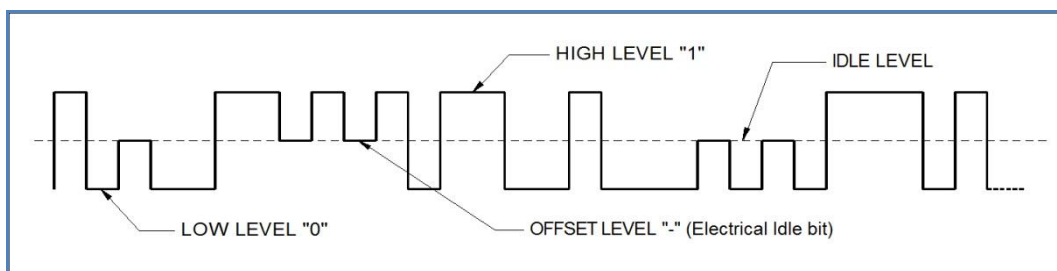 HIGH LEVEL "1"
IDLE LEVEL
LOW LEVEL "0"
OFFSET LEVEL "-" (Electrical Idle bit)